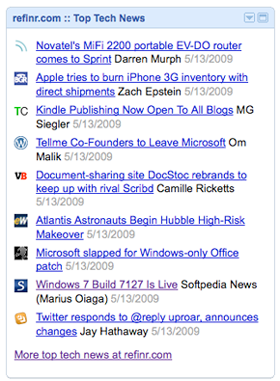 refinr.com :: Top Tech News
Novatel's MiFi 2200 portable EV-DO router
comes to Sprint Darren Murph 5/13/2009
Apple tries to burn iPhone 3G inventory with
direct shipments Zach Epstein 5/13/2009
TC Kindle Publishing Now Open To All Blogs MG
Siegler 5/13/2009
Tellme Co-Founders to Leave Microsoft Om
Malik 5/13/2009
VB Document-sharing site DocStoc rebrands to
keep up with rival Scribd Camille Ricketts
5/13/2009
Atlantis Astronauts Begin Hubble High-Risk
Makeover 5/13/2009
Microsoft slapped for Windows-only Office
patch 5/13/2009
S Windows 7 Build 7127 Is Live Softpedia News
(Marius Oiaga) 5/13/2009
Twitter responds to @reply uproar, announces
changes Jay Hathaway 5/13/2009
More top tech news at refinr.com